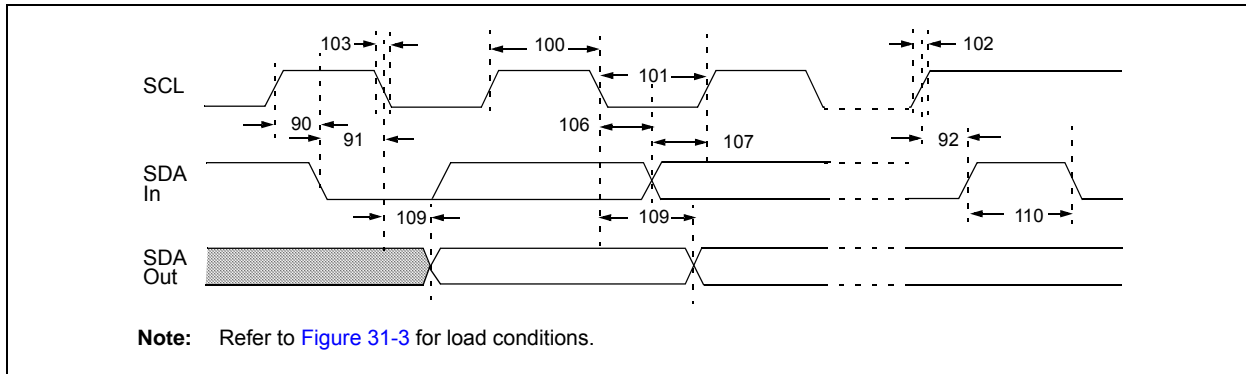 103
100
102
101
SCL
90
91
106
107
92
SDA
In
109
109
110
SDA
Out
Note: Refer to Figure 31-3 for load conditions.